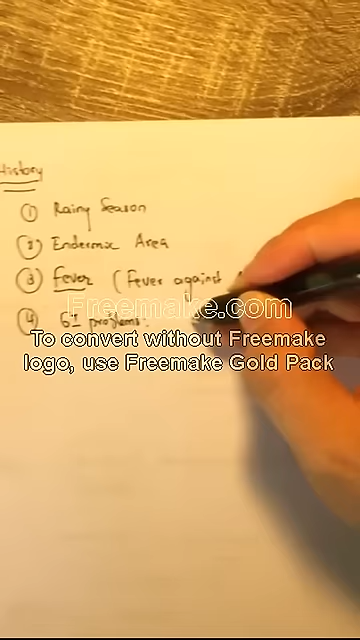 History
① Rainy Season
② Endermic Area
③ Fever (Fever against
④ GI problems.
Freemake.com
To convert without Freemake
logo, use Freemake Gold Pack